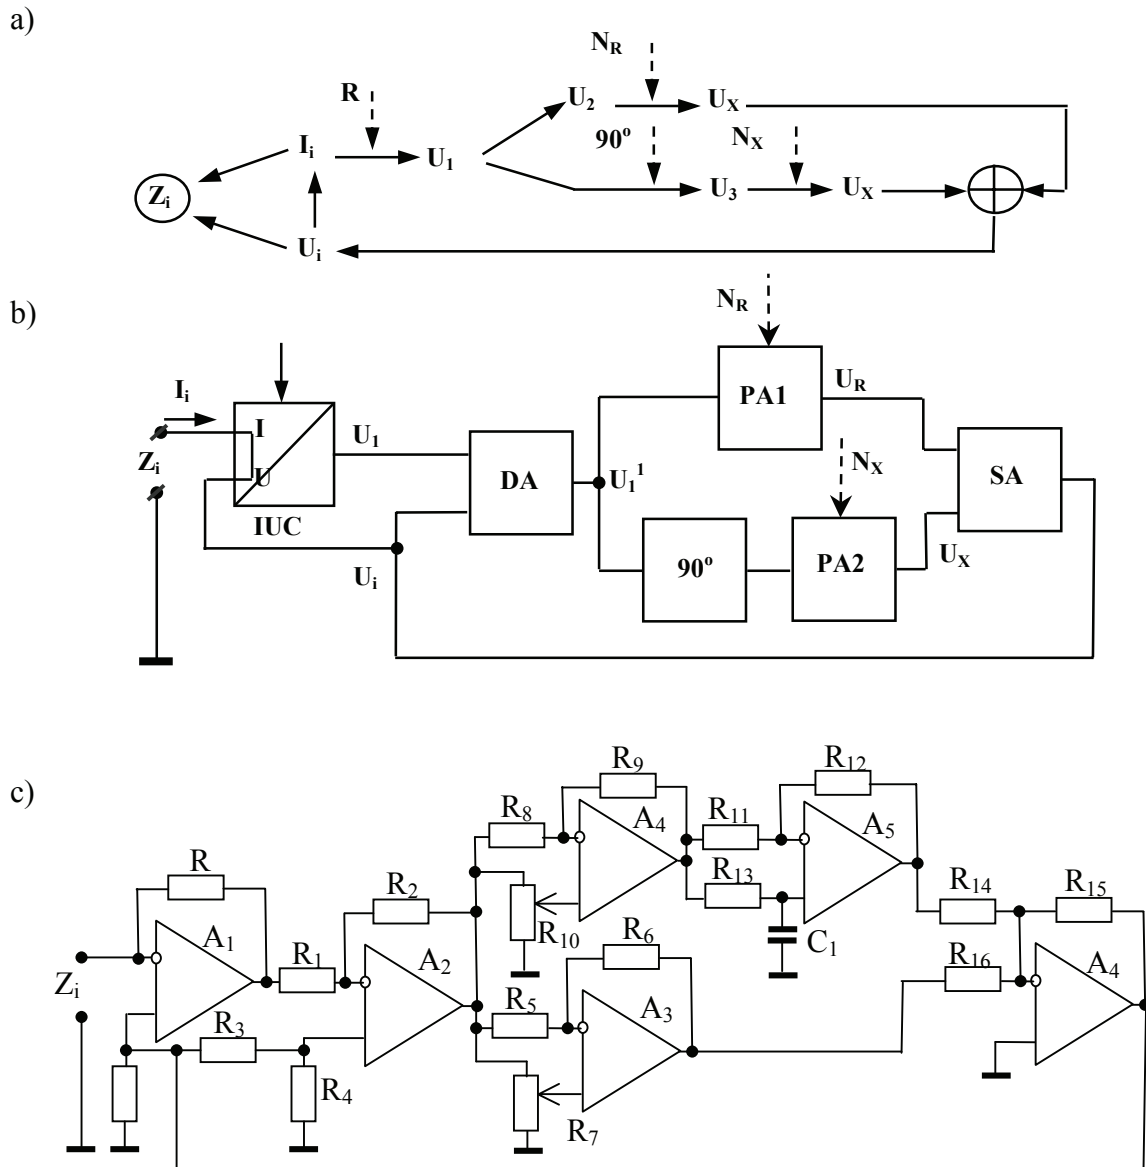 a)
N_R
R
U_2
U_X
90°
N_X
I_i
U_1
Z_i
U_3
U_X
U_i
b)
N_R
I_i
PA1
U_R
I
U_1
Z_i
U
DA
U_1^1
N_X
SA
IUC
U_i
90°
PA2
U_X
c)
R_9
R_12
R_8
A_4
R_11
A_5
R
R_2
R_13
R_14
R_15
A_1
R_10
R_6
C_1
R_1
A_2
R_16
A_4
Z_i
R_5
A_3
R_3
R_4
R_7